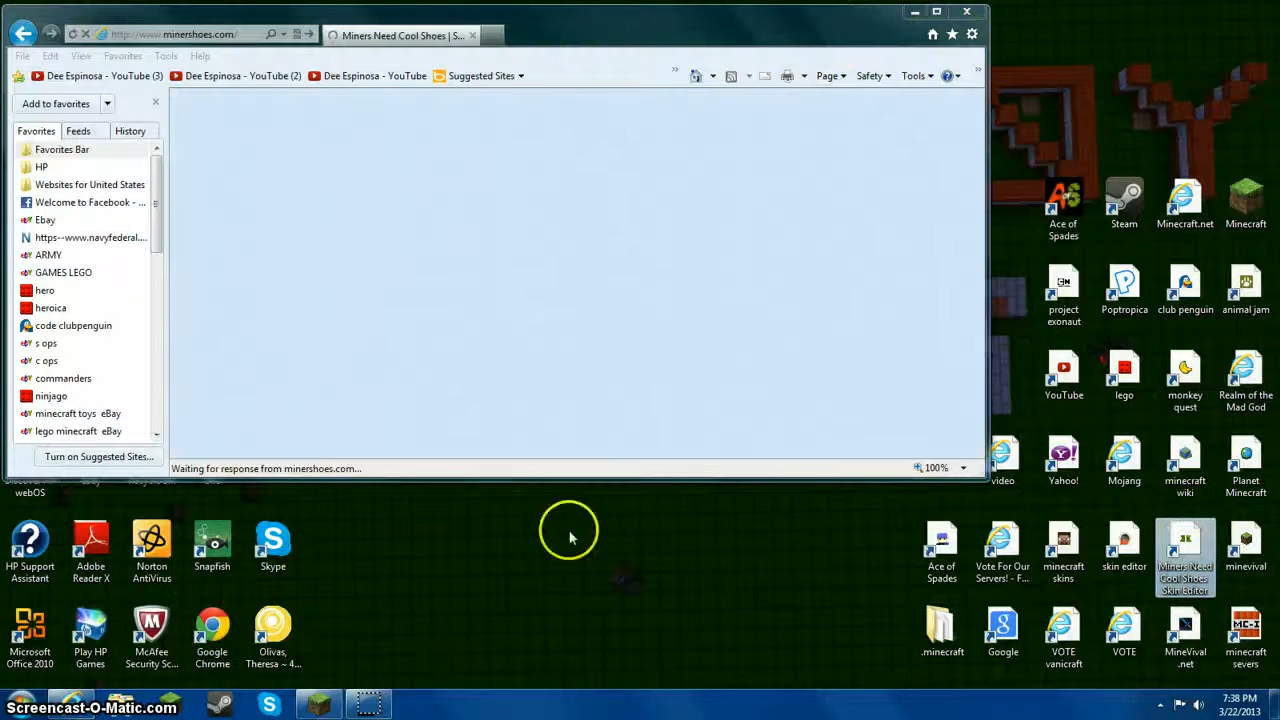 http://www.minershoes.com/
Miners Need Cool Shoes | S...
File Edit View Favorites Tools Help
Dee Espinosa - YouTube (3)
Dee Espinosa - YouTube (2)
Dee Espinosa - YouTube
Suggested Sites
Page
Safety
Tools
Add to favorites
Favorites Feeds History
Favorites Bar
HP
Websites for United States
Welcome to Facebook - ...
Ebay
https--www.navyfederal....
ARMY
GAMES LEGO
hero
heroica
code clubpenguin
s ops
c ops
commanders
ninjago
minecraft toys eBay
lego minecraft eBay
Turn on Suggested Sites...
Waiting for response from minershoes.com...
100%
Ace of Spades
Steam
Minecraft.net
Minecraft
project exonaut
Poptropica
club penguin
animal jam
YouTube
lego
monkey quest
Realm of the Mad God
video
Yahoo!
Mojang
minecraft wiki
Planet Minecraft
webOS
HP Support Assistant
Adobe Reader X
Norton AntiVirus
Snapfish
Skype
Ace of Spades
Vote For Our Servers! - F...
minecraft skins
skin editor
Miners Need Cool Shoes Skin Editor
minevival
Microsoft Office 2010
Play HP Games
McAfee Security Sc...
Google Chrome
Olivas, Theresa ~ 4...
.minecraft
Google
VOTE vanicraft
VOTE
MineVival .net
minecraft severs
Screencast-O-Matic.com
7:38 PM
3/22/2013